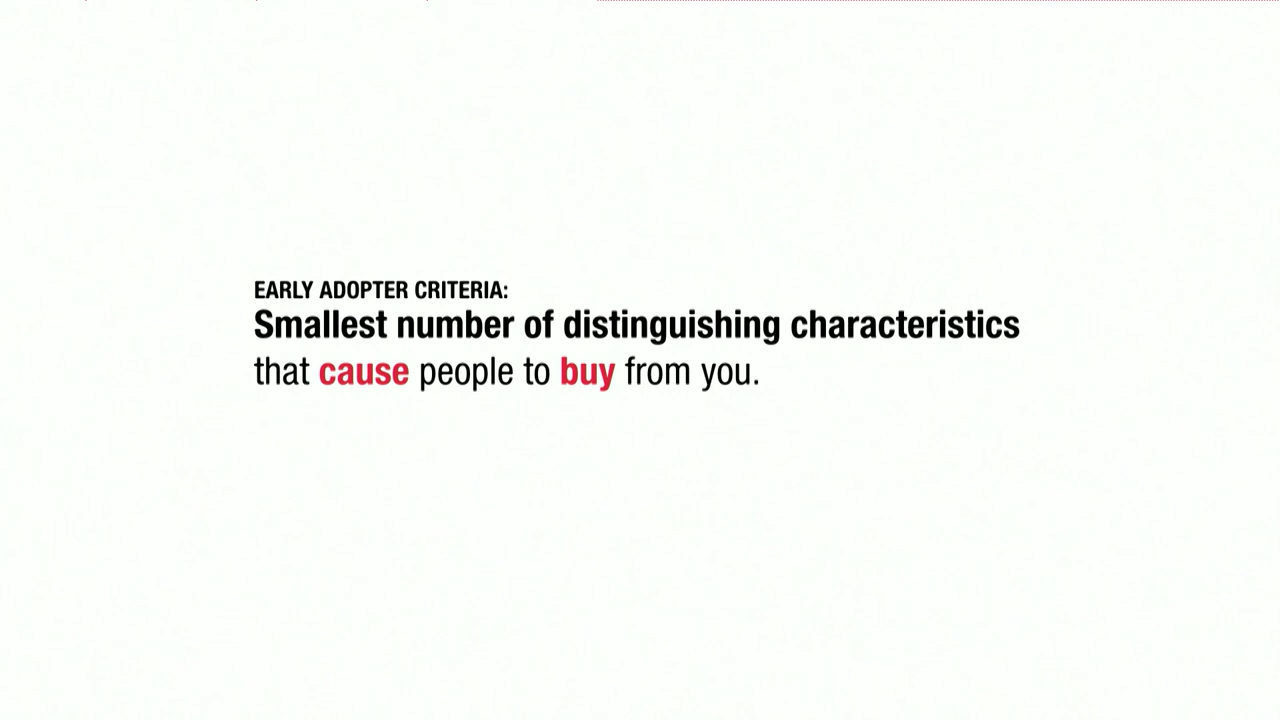 EARLY ADOPTER CRITERIA:
Smallest number of distinguishing characteristics
that cause people to buy from you.